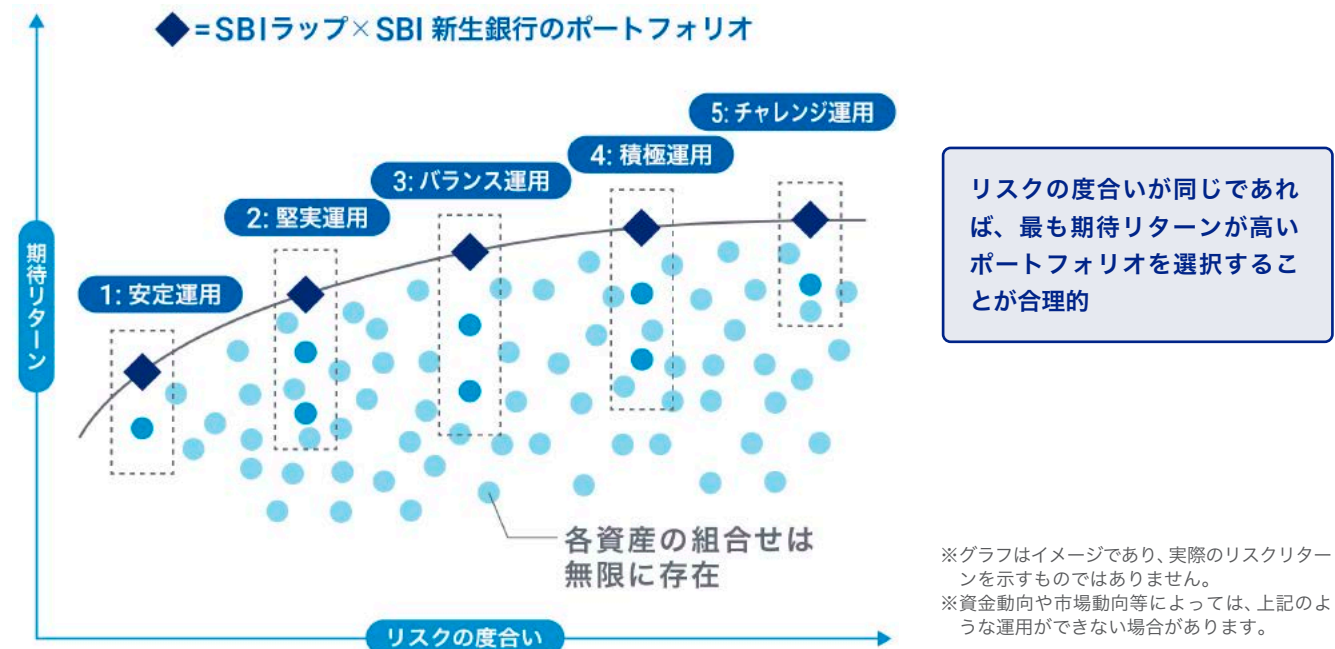 ◆=SBIラップ×SBI 新生銀行のポートフォリオ
5: チャレンジ運用
4: 積極運用
3: バランス運用
2: 堅実運用
1: 安定運用
期待リターン
リスクの度合いが同じであれ
ば、最も期待リターンが高い
ポートフォリオを選択するこ
とが合理的
各資産の組合せは
無限に存在
リスクの度合い
※グラフはイメージであり、実際のリスクリター
ンを示すものではありません。
※資金動向や市場動向等によっては、上記のよ
うな運用ができない場合があります。